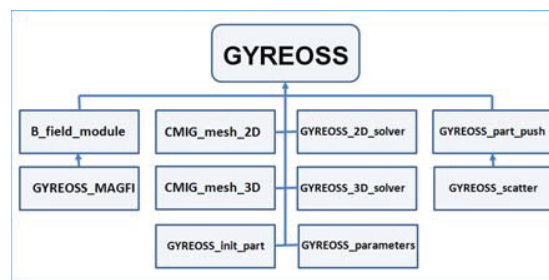 GYREOSS
B_field_module
CMIG_mesh_2D
GYREOSS_2D_solver
GYREOSS_part_push
GYREOSS_MAGFI
CMIG_mesh_3D
GYREOSS_3D_solver
GYREOSS_scatter
GYREOSS_init_part
GYREOSS_parameters